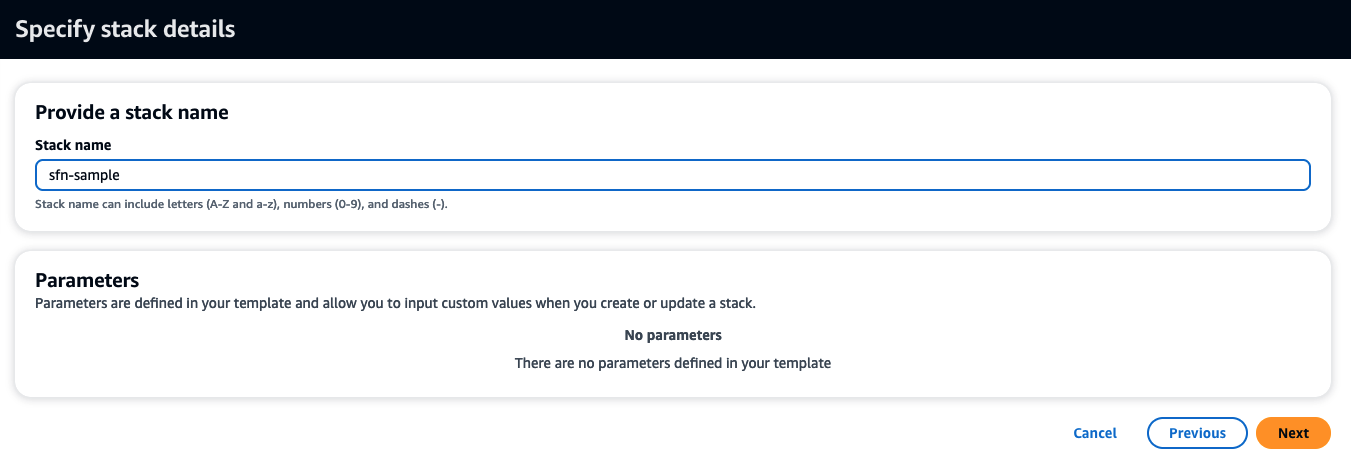 Specify stack details
Provide a stack name
Stack name
sfn-sample
Stack name can include letters (A-Z and a-z), numbers (0-9), and dashes (-).
Parameters
Parameters are defined in your template and allow you to input custom values when you create or update a stack.
No parameters
There are no parameters defined in your template
Cancel Previous Next